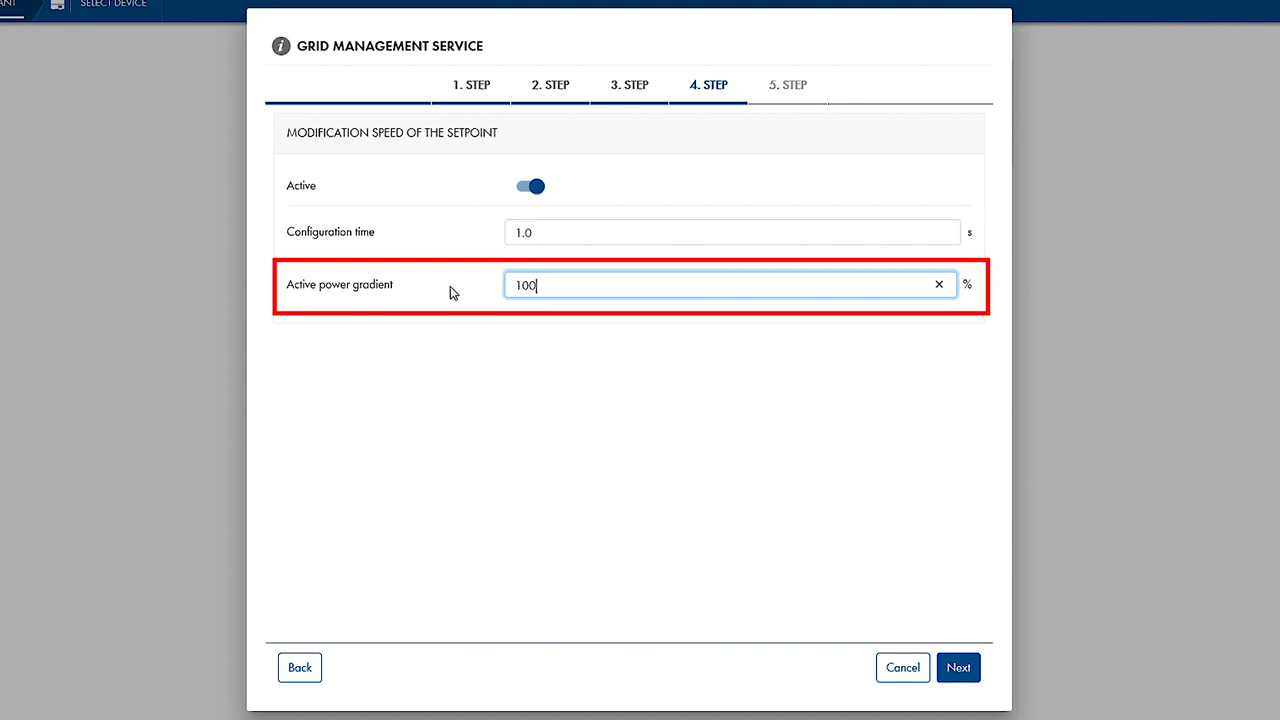 ANT SELECT DEVICE
i GRID MANAGEMENT SERVICE
1. STEP 2. STEP 3. STEP 4. STEP 5. STEP
MODIFICATION SPEED OF THE SETPOINT
Active
Configuration time 1.0 s
Active power gradient 100 × %
Back Cancel Next